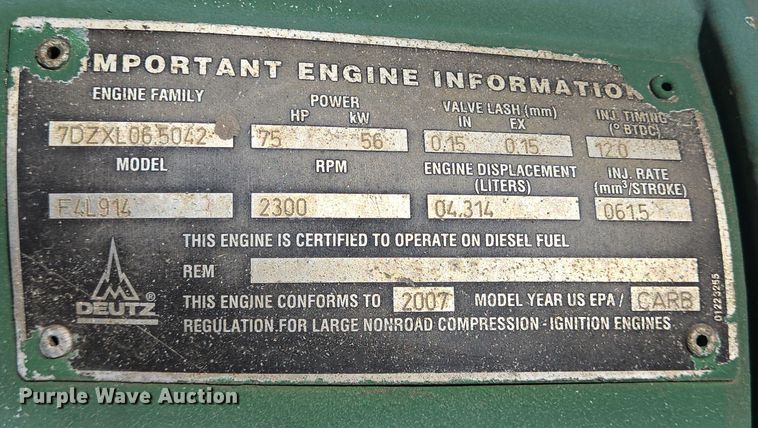 IMPORTANT ENGINE INFORMATION
ENGINE FAMILY POWER VALVE LASH (mm) INJ. TIMING
HP kW IN EX (° BTDC)
7DZXL06.5042 75 56 0.15 0.15 12.0
MODEL RPM ENGINE DISPLACEMENT INJ. RATE
(LITERS) (mm³/STROKE)
F4L914 2300 04.314 061.5
THIS ENGINE IS CERTIFIED TO OPERATE ON DIESEL FUEL
REM
THIS ENGINE CONFORMS TO 2007 MODEL YEAR US EPA / CARB
REGULATION FOR LARGE NONROAD COMPRESSION - IGNITION ENGINES
DEUTZ ®
01223255
Purple Wave Auction